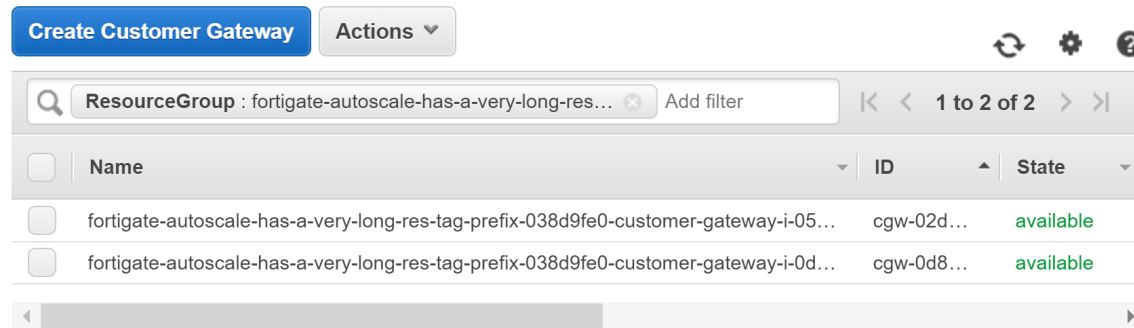 Create Customer Gateway Actions
ResourceGroup : fortigate-autoscale-has-a-very-long-res... Add filter 1 to 2 of 2
Name ID State
fortigate-autoscale-has-a-very-long-res-tag-prefix-038d9fe0-customer-gateway-i-05... cgw-02d... available
fortigate-autoscale-has-a-very-long-res-tag-prefix-038d9fe0-customer-gateway-i-0d... cgw-0d8... available